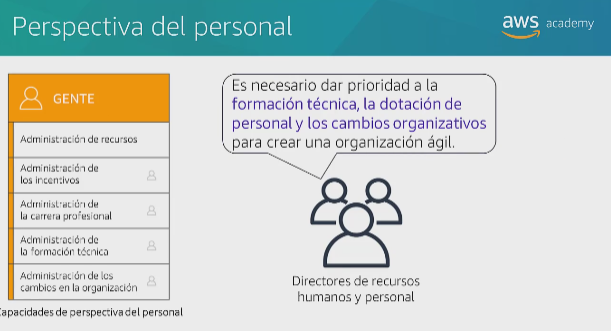 Perspectiva del personal
aws academy
GENTE
Administración de recursos
Administración de
los incentivos
Administración de
la carrera profesional
Administración de
la formación técnica
Administración de los
cambios en la organización
Capacidades de perspectiva del personal
Es necesario dar prioridad a la
formación técnica, la dotación de
personal y los cambios organizativos
para crear una organización ágil.
Directores de recursos
humanos y personal